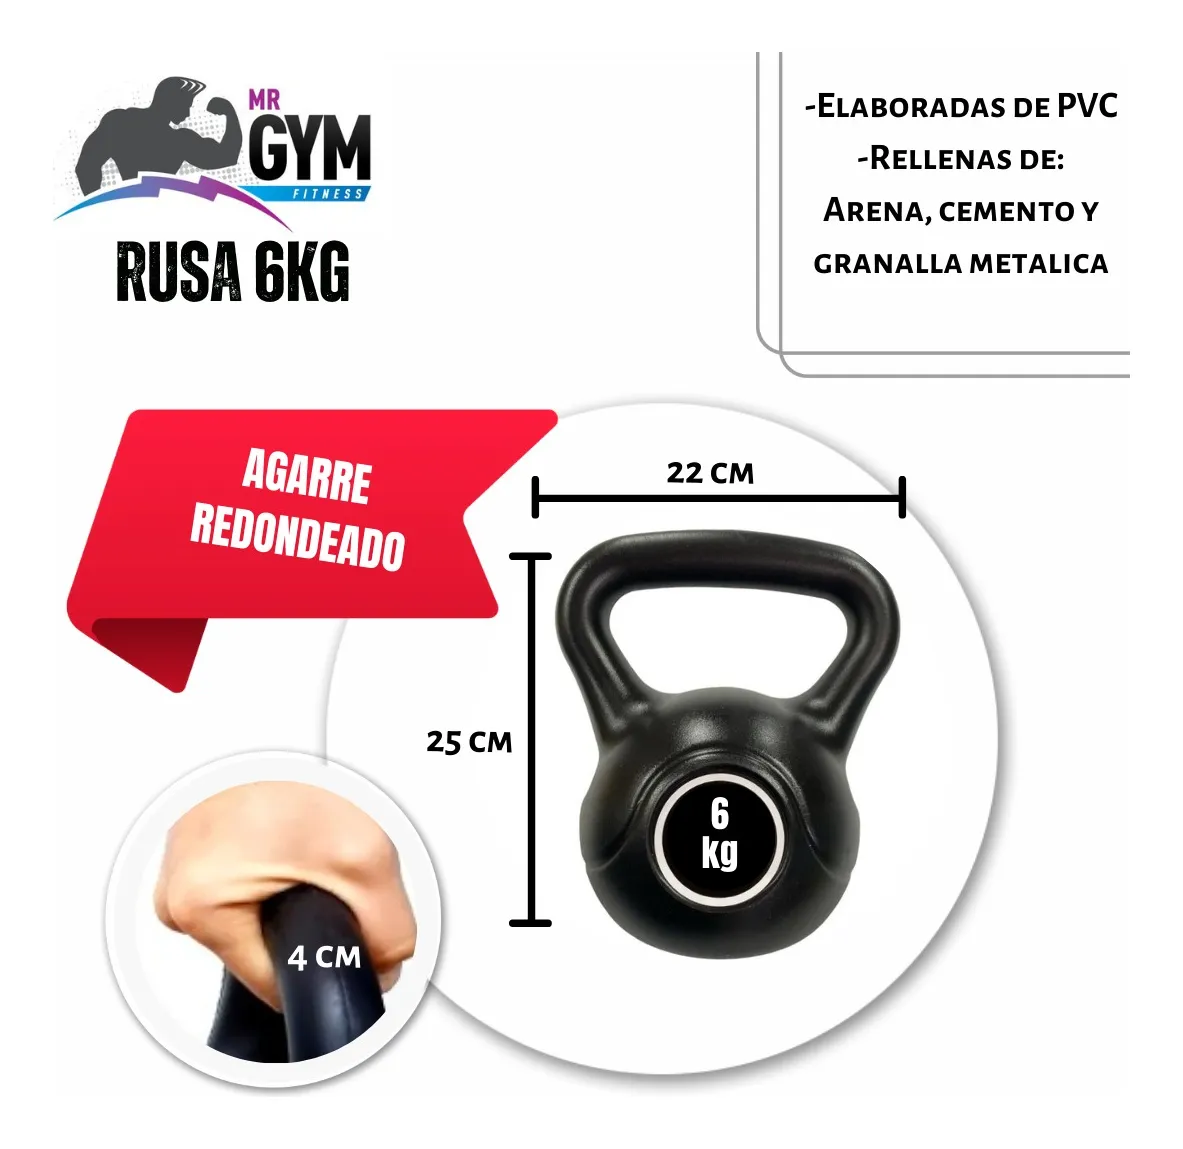 MR
GYM
FITNESS
RUSA 6KG
-Elaboradas de PVC
-Rellenas de:
Arena, cemento y
granalla metalica
AGARRE
REDONDEADO
22 cm
25 cm
6
kg
4 cm